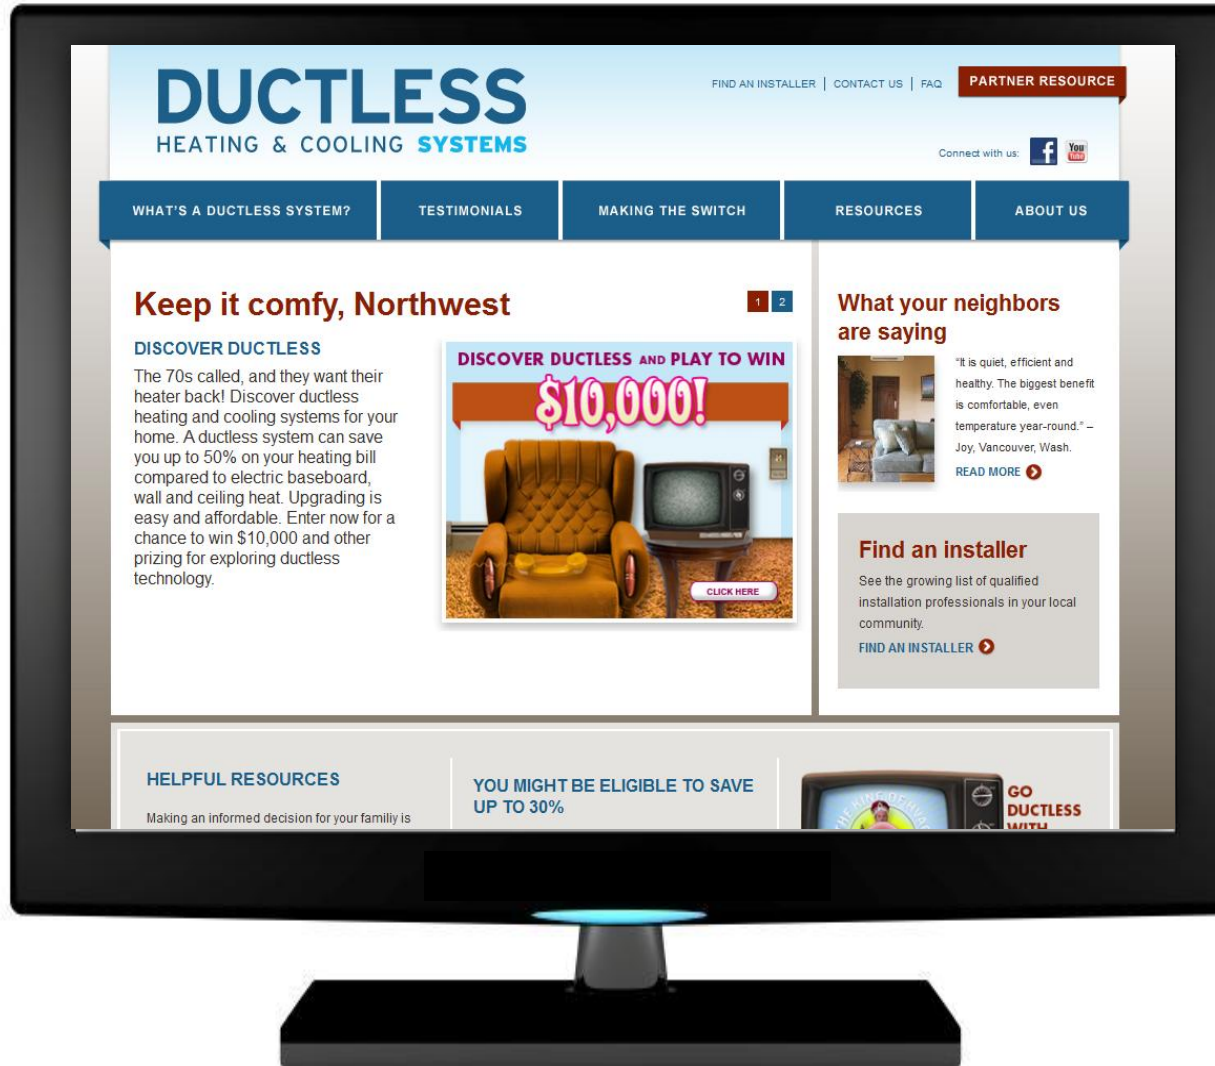 DUCTLESS
HEATING & COOLING SYSTEMS
FIND AN INSTALLER | CONTACT US | FAQ
PARTNER RESOURCE
Connect with us:
f
You
Tube
WHAT'S A DUCTLESS SYSTEM?
TESTIMONIALS
MAKING THE SWITCH
RESOURCES
ABOUT US
Keep it comfy, Northwest
1 2
DISCOVER DUCTLESS
The 70s called, and they want their
heater back! Discover ductless
heating and cooling systems for your
home. A ductless system can save
you up to 50% on your heating bill
compared to electric baseboard,
wall and ceiling heat. Upgrading is
easy and affordable. Enter now for a
chance to win $10,000 and other
prizing for exploring ductless
technology.
DISCOVER DUCTLESS AND PLAY TO WIN
$10,000!
CLICK HERE
What your neighbors
are saying
“It is quiet, efficient and
healthy. The biggest benefit
is comfortable, even
temperature year-round.” –
Joy, Vancouver, Wash.
READ MORE
Find an installer
See the growing list of qualified
installation professionals in your local
community.
FIND AN INSTALLER
HELPFUL RESOURCES
Making an informed decision for your familiy is
YOU MIGHT BE ELIGIBLE TO SAVE
UP TO 30%
GO
DUCTLESS
WITH